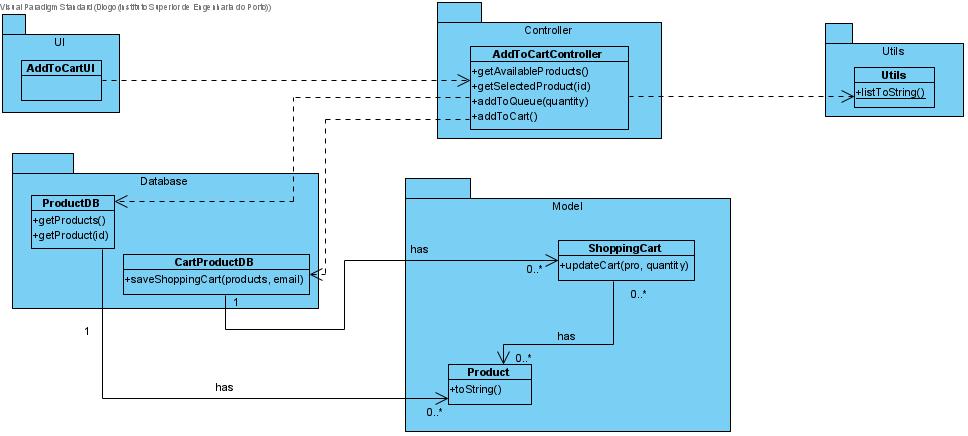 Visual Paradigm Standard (Diogo(Instituto Superior de Engenharia do Porto))
UI
AddToCartUI
Controller
AddToCartController
+getAvailableProducts()
+getSelectedProduct(id)
+addToQueue(quantity)
+addToCart()
Utils
Utils
+listToString()
Database
ProductDB
+getProducts()
+getProduct(id)
CartProductDB
+saveShoppingCart(products, email)
Model
ShoppingCart
+updateCart(pro, quantity)
has
0..*
1
0..*
has
0..*
1
Product
+toString()
has
0..*